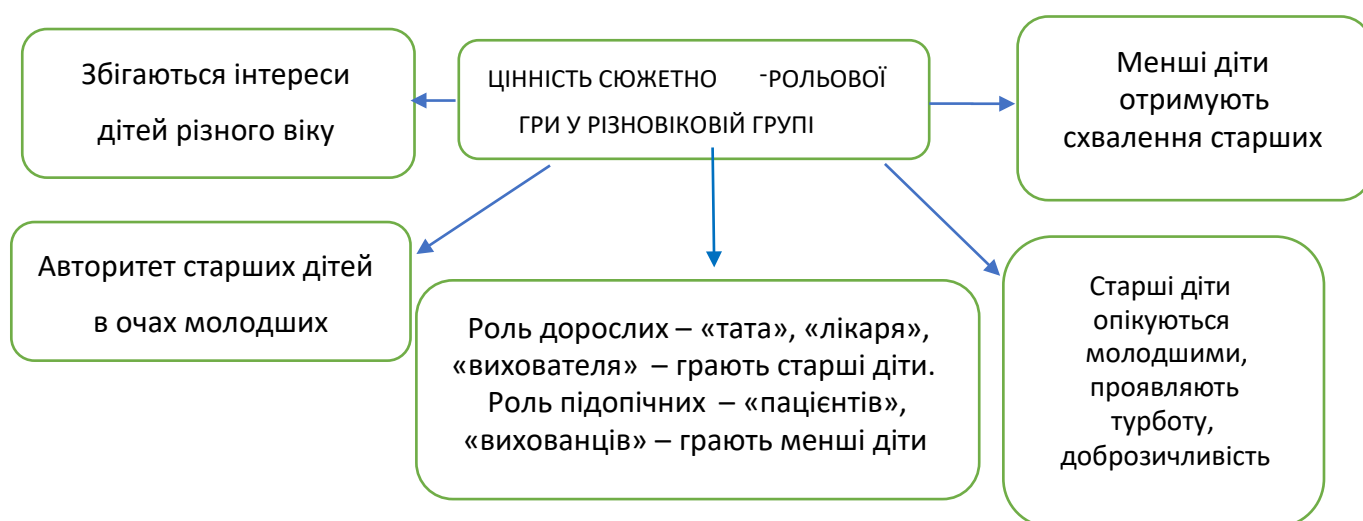 Збігаються інтереси
дітей різного віку
ЦІННІСТЬ СЮЖЕТНО -РОЛЬОВОЇ
ГРИ У РІЗНОВІКОВІЙ ГРУПІ
Менші діти
отримують
схвалення старших
Авторитет старших дітей
в очах молодших
Роль дорослих – «тата», «лікаря»,
«вихователя» – грають старші діти.
Роль підопічних – «пацієнтів»,
«вихованців» – грають менші діти
Старші діти
опікуються
молодшими,
проявляють
турботу,
доброзичливість